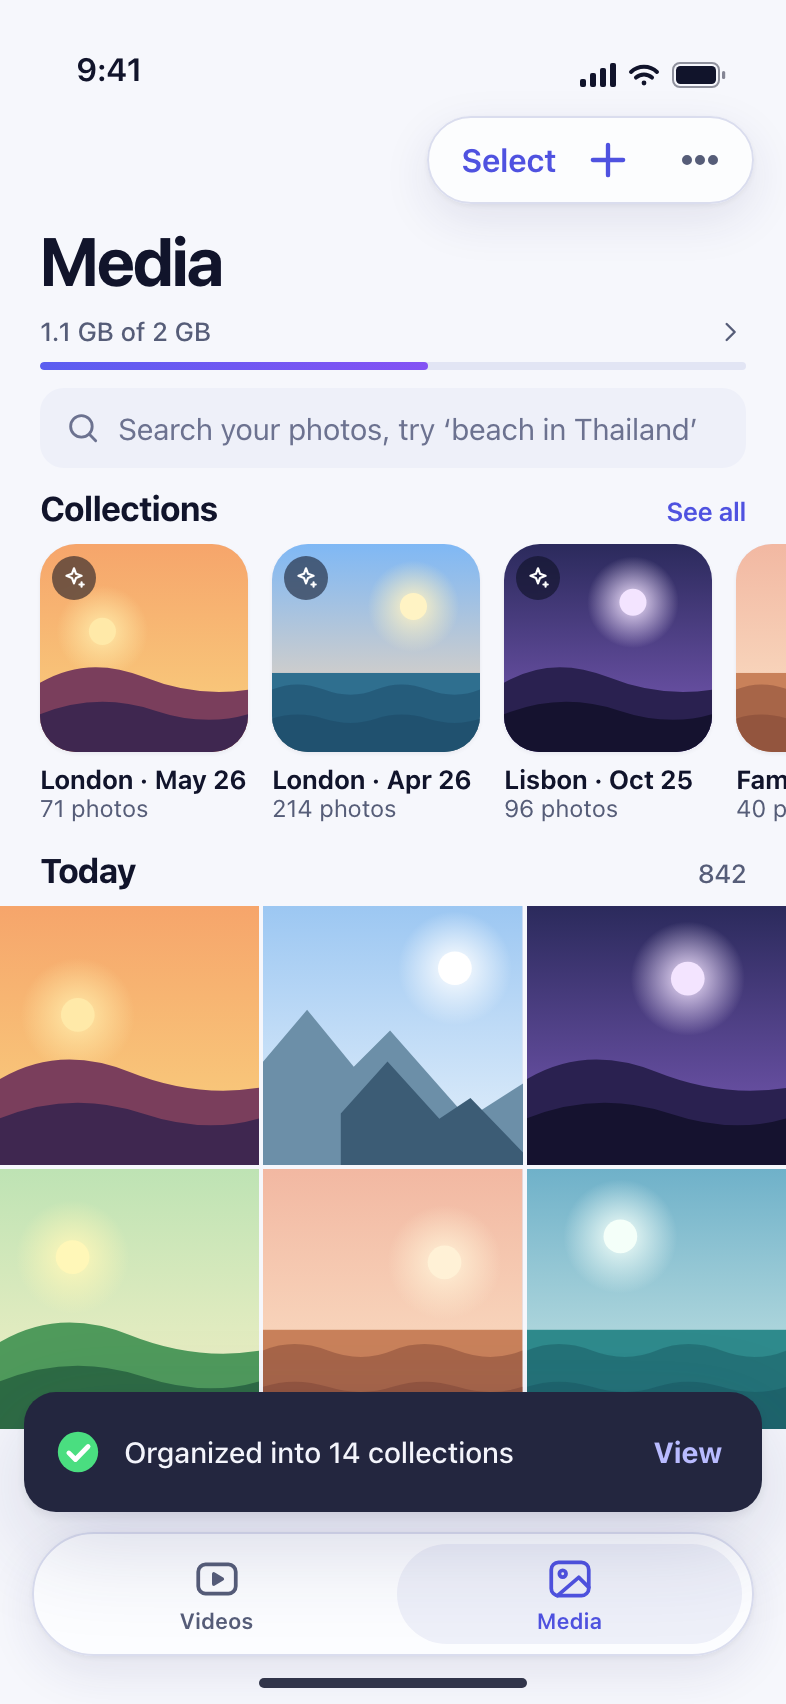 9:41
Select
Media
1.1 GB of 2 GB
Search your photos, try ‘beach in Thailand’
Collections
See all
London · May 26
London · Apr 26
Lisbon · Oct 25
Fam
71 photos
214 photos
96 photos
40 p
Today
842
Organized into 14 collections
View
Videos
Media